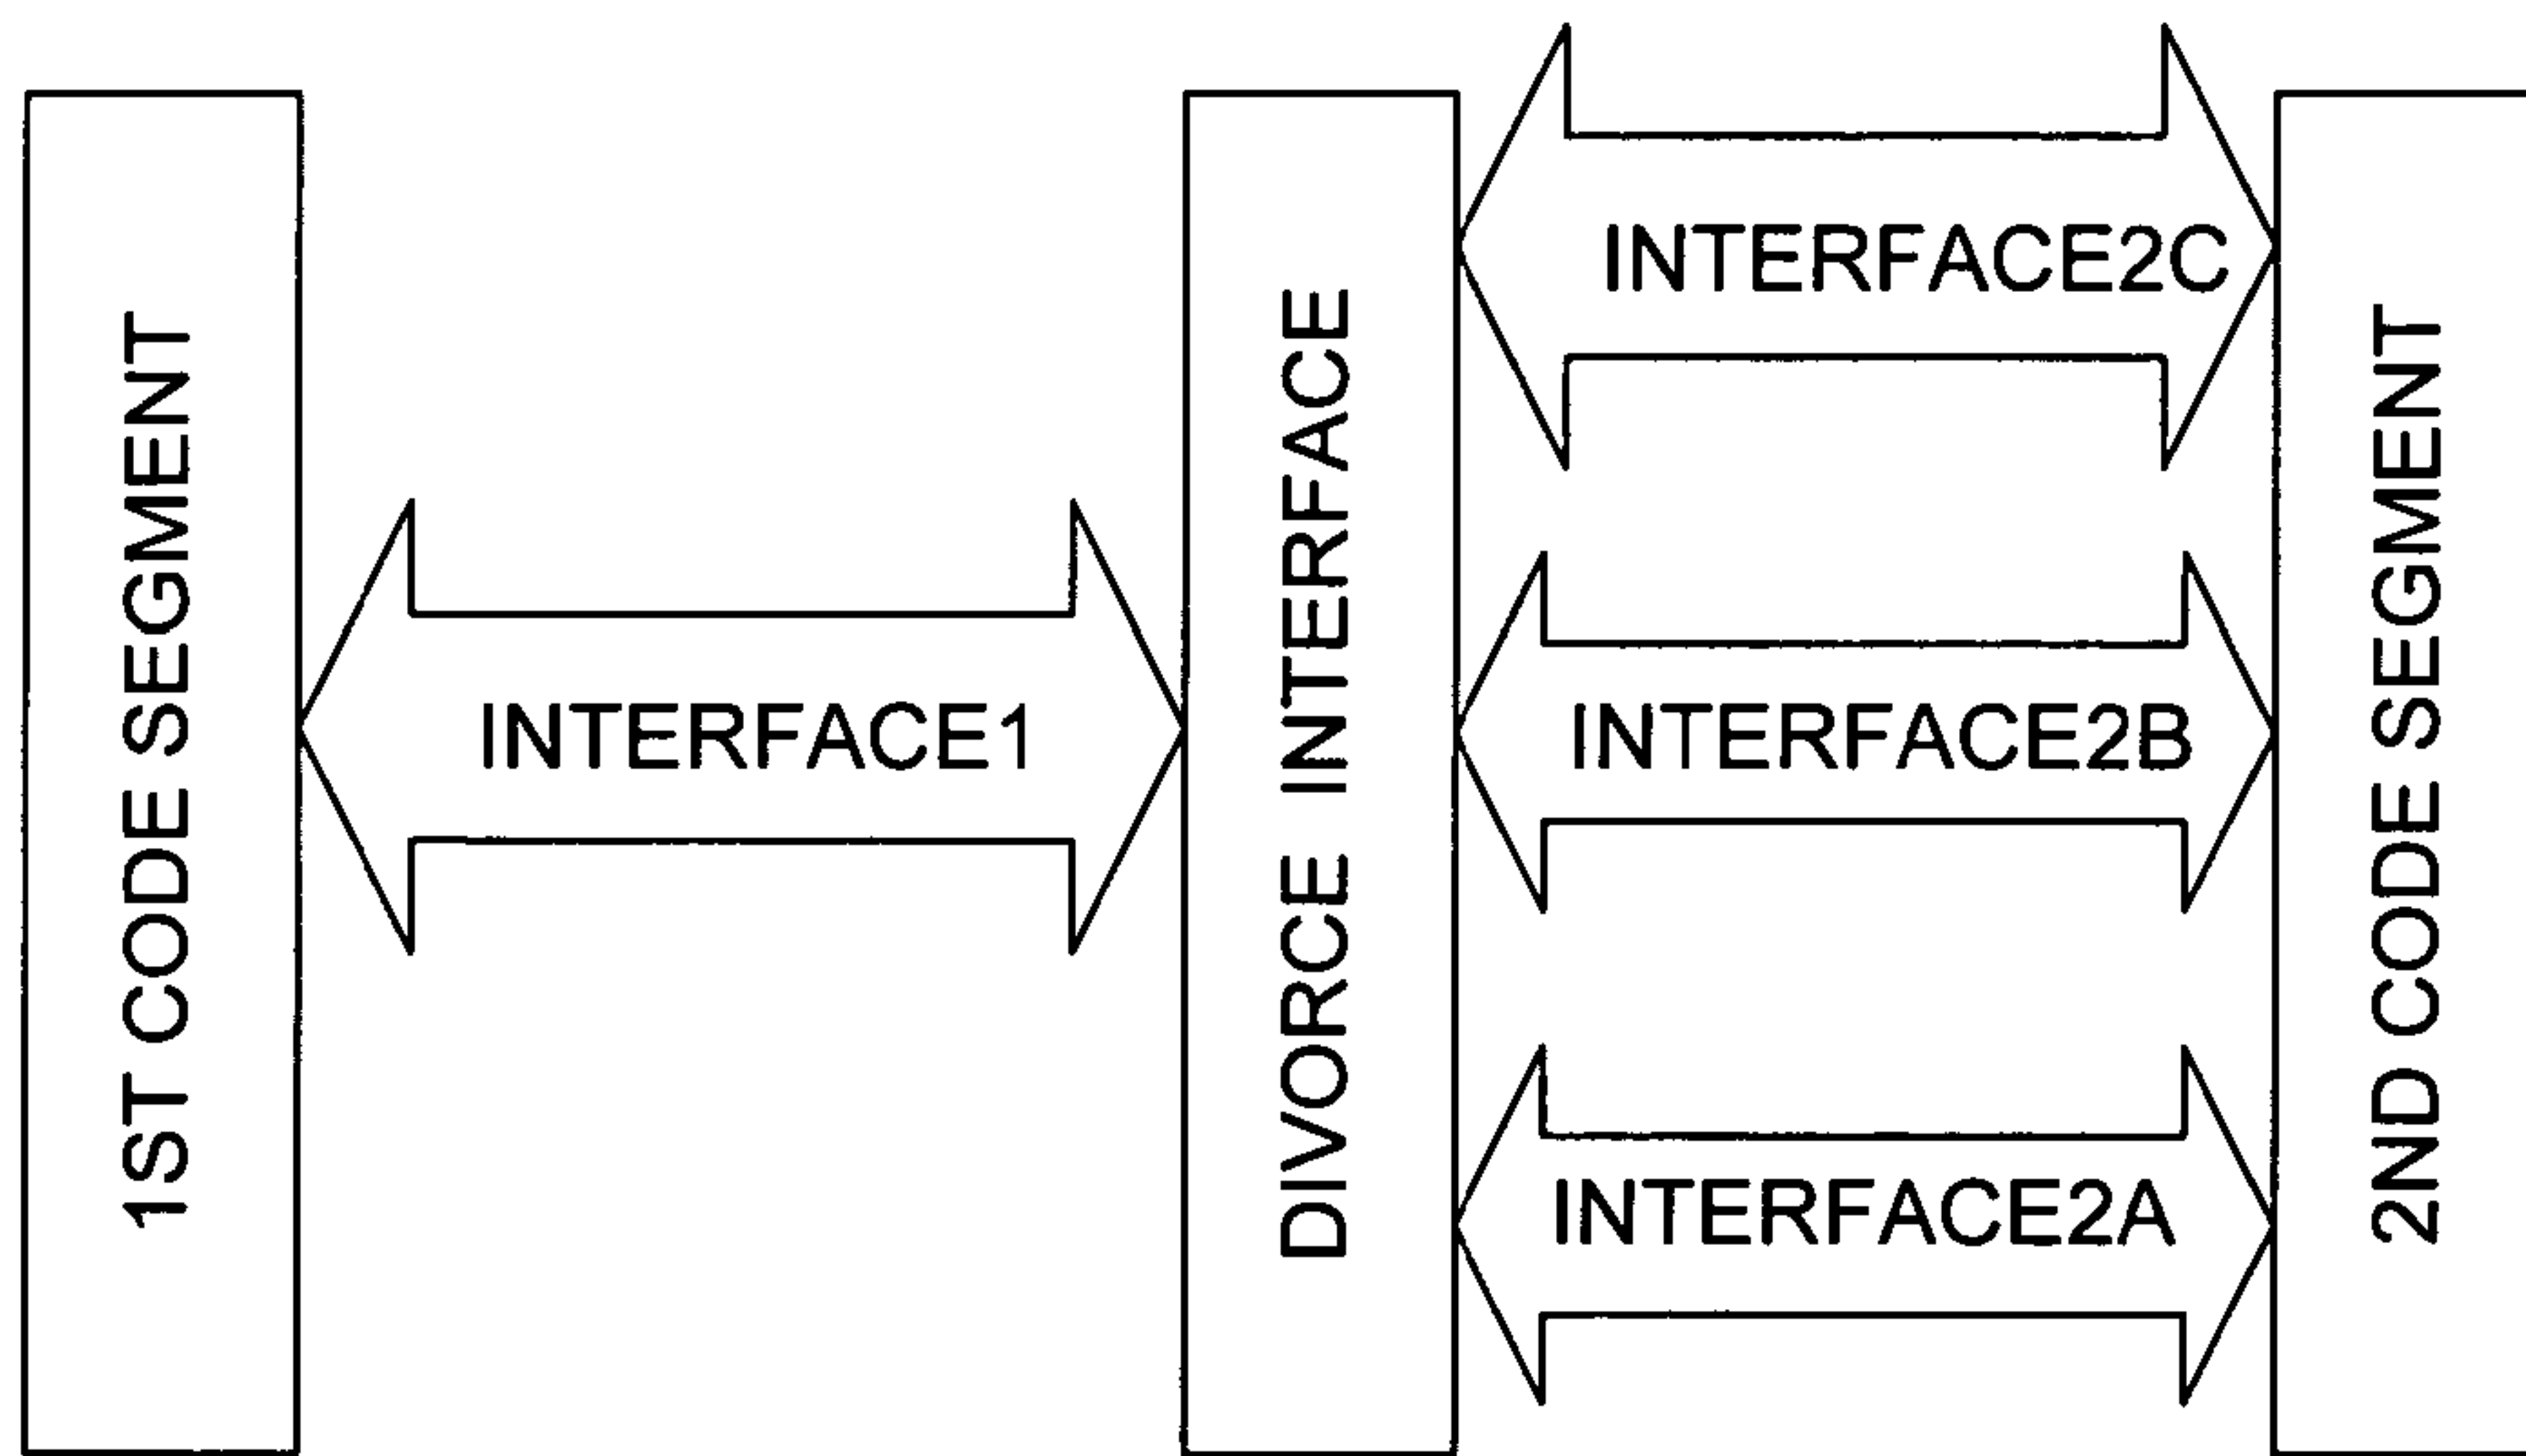 1ST CODE SEGMENT
INTERFACE1
DIVORCE INTERFACE
INTERFACE2C
INTERFACE2B
INTERFACE2A
2ND CODE SEGMENT